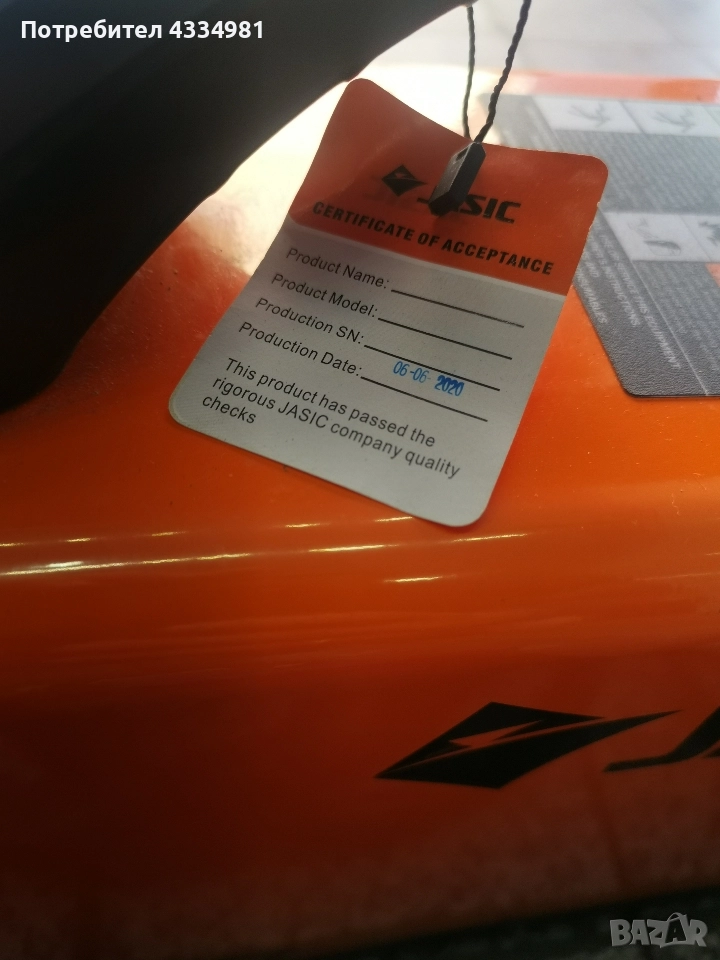 Потребител 4334981
JASIC
CERTIFICATE OF ACCEPTANCE
Product Name:
Product Model:
Production SN:
Production Date: 06-06-2020
This product has passed the
rigorous JASIC company quality
checks
BAZAR